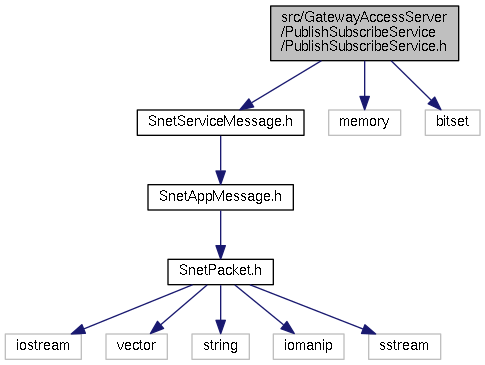 src/GatewayAccessServer
/PublishSubscribeService
/PublishSubscribeService.h
SnetServiceMessage.h
memory
bitset
SnetAppMessage.h
SnetPacket.h
iostream
vector
string
iomanip
sstream